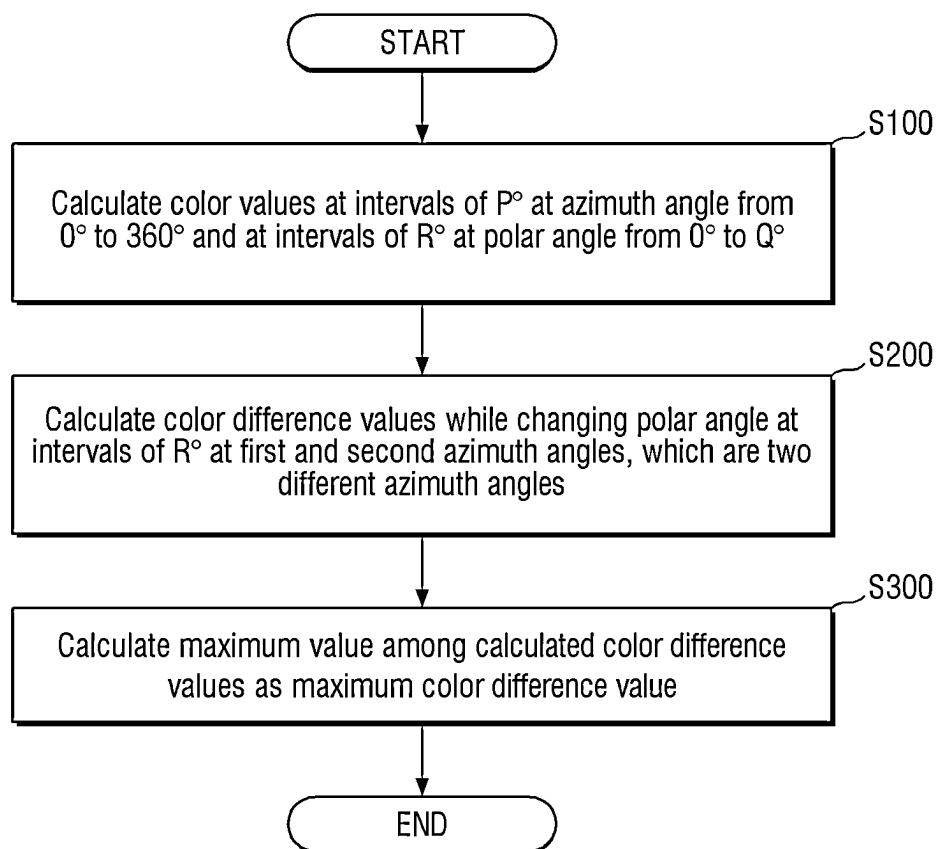 START
S100
Calculate color values at intervals of P° at azimuth angle from
0° to 360° and at intervals of R° at polar angle from 0° to Q°
S200
Calculate color difference values while changing polar angle at
intervals of R° at first and second azimuth angles, which are two
different azimuth angles
S300
Calculate maximum value among calculated color difference
values as maximum color difference value
END